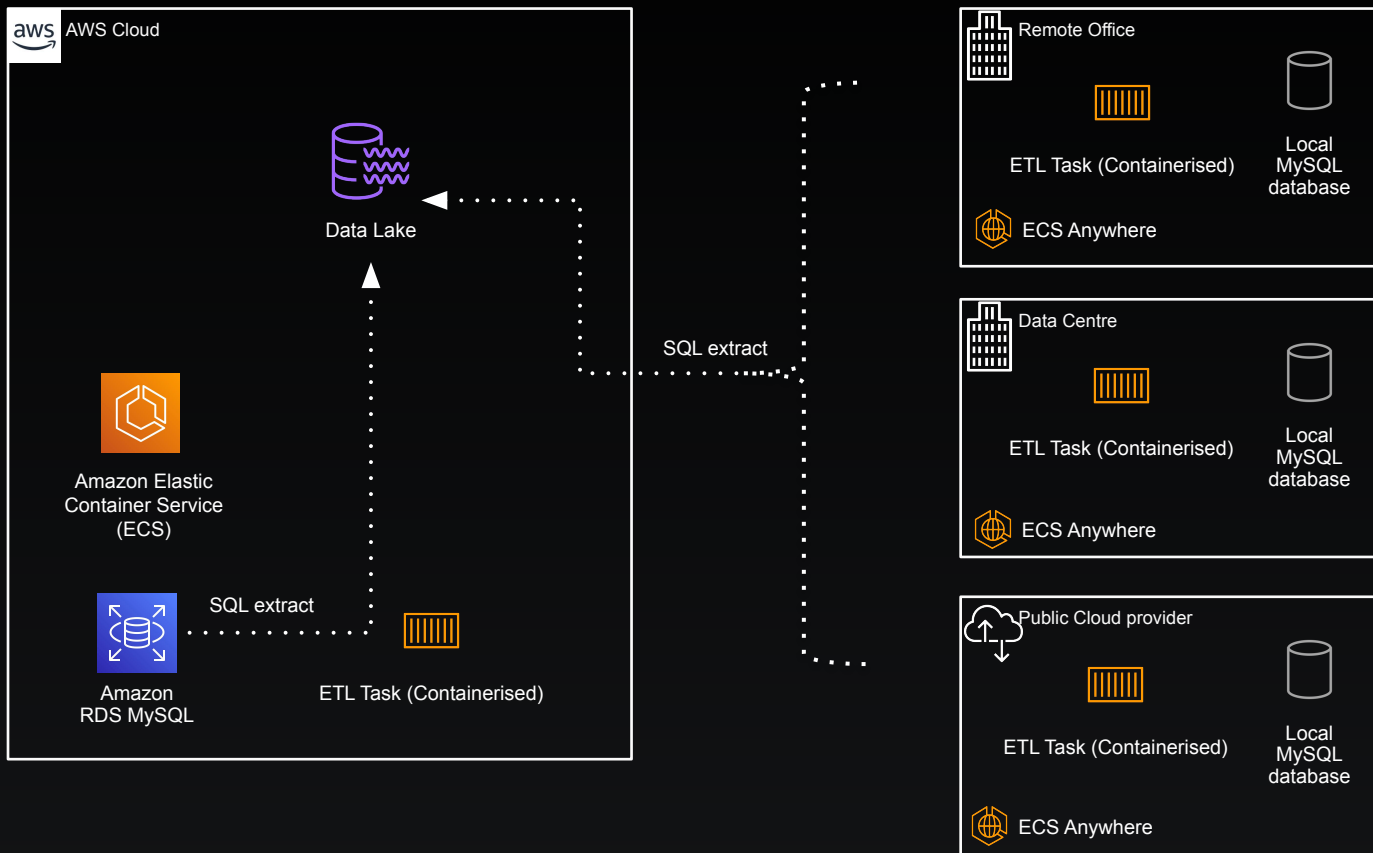 aws
AWS Cloud
Data Lake
Amazon Elastic
Container Service
(ECS)
SQL extract
Amazon
RDS MySQL
ETL Task (Containerised)
SQL extract
Remote Office
ETL Task (Containerised)
Local
MySQL
database
ECS Anywhere
Data Centre
ETL Task (Containerised)
Local
MySQL
database
ECS Anywhere
Public Cloud provider
ETL Task (Containerised)
Local
MySQL
database
ECS Anywhere